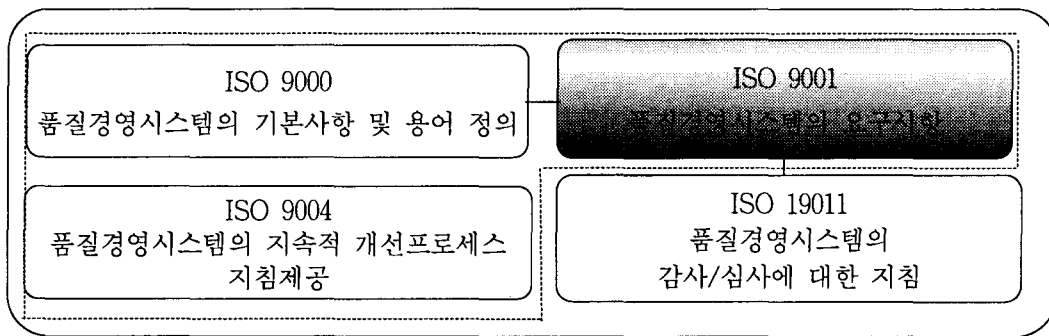 ISO 9000
품질경영시스템의 기본사항 및 용어 정의
ISO 9001
품질경영시스템의 요구사항
ISO 9004
품질경영시스템의 지속적 개선프로세스
지침제공
ISO 19011
품질경영시스템의
감사/심사에 대한 지침